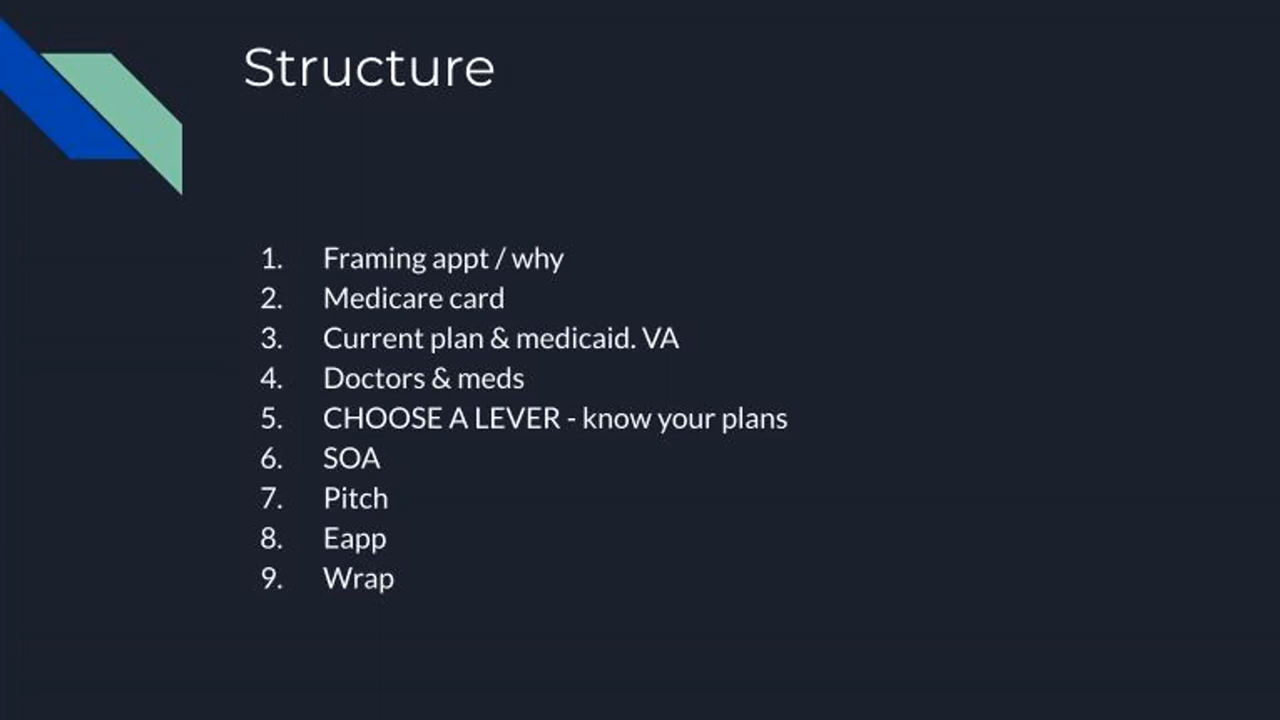 Structure
1. Framing appt / why
2. Medicare card
3. Current plan & medicaid. VA
4. Doctors & meds
5. CHOOSE A LEVER - know your plans
6. SOA
7. Pitch
8. Eapp
9. Wrap